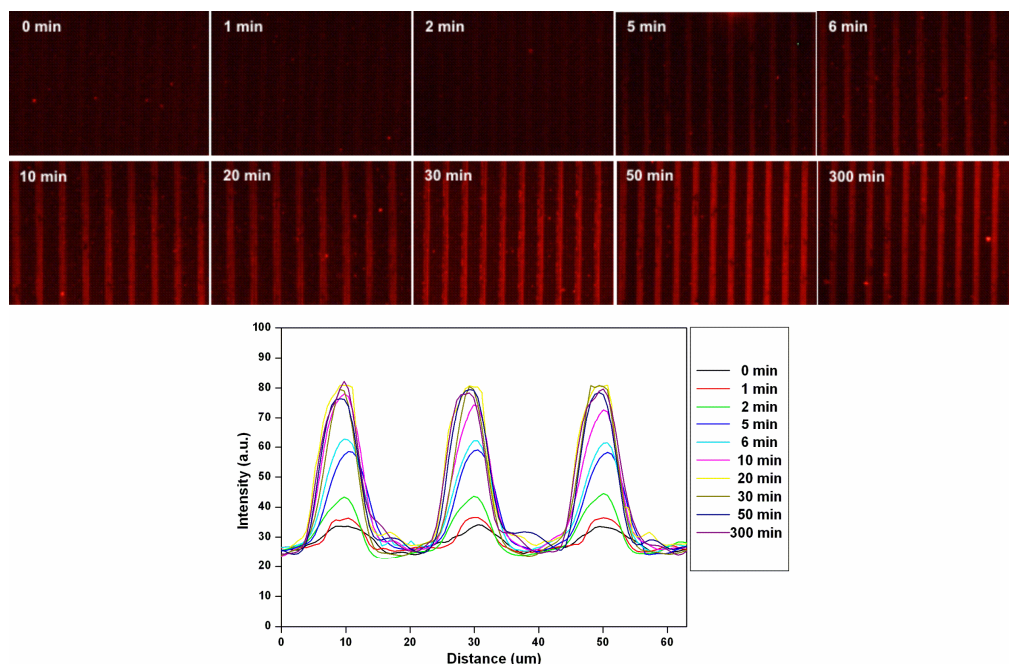 0 min
1 min
2 min
5 min
6 min
10 min
20 min
30 min
50 min
300 min
100
90
80
70
60
50
40
30
20
10
0
Intensity (a.u.)
0 10 20 30 40 50 60
Distance (um)
0 min
1 min
2 min
5 min
6 min
10 min
20 min
30 min
50 min
300 min